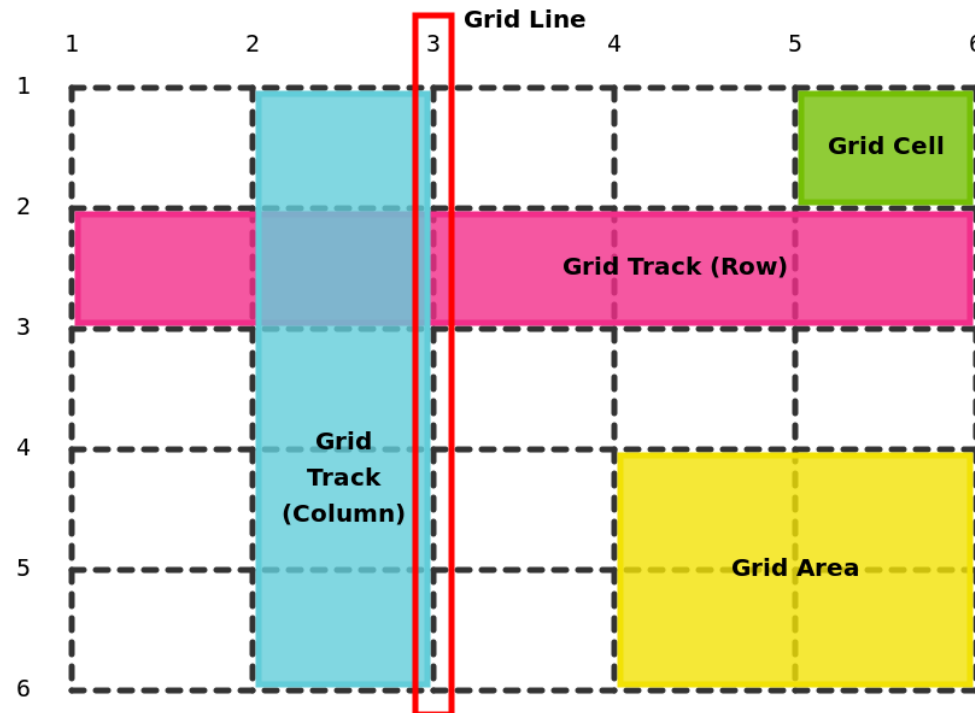 Grid Line
1 2 3 4 5 6
1
Grid Cell
2
Grid Track (Row)
3
4
Grid
Track
(Column)
5
Grid Area
6